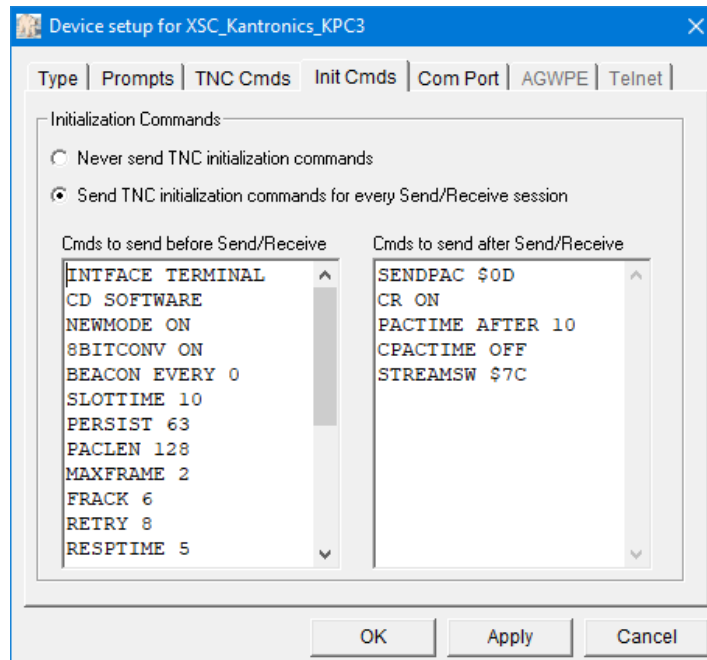 Device setup for XSC_Kantronics_KPC3
Type Prompts TNC Cmds Init Cmds Com Port AGWPE Telnet
Initialization Commands
Never send TNC initialization commands
Send TNC initialization commands for every Send/Receive session
Cmds to send before Send/Receive
INTFACE TERMINAL
CD SOFTWARE
NEWMODE ON
8BITCONV ON
BEACON EVERY 0
SLOTTIME 10
PERSIST 63
PACLEN 128
MAXFRAME 2
FRACK 6
RETRY 8
RESPTIME 5
Cmds to send after Send/Receive
SENDPAC $0D
CR ON
PACTIME AFTER 10
CPACTIME OFF
STREAMSW $7C
OK Apply Cancel